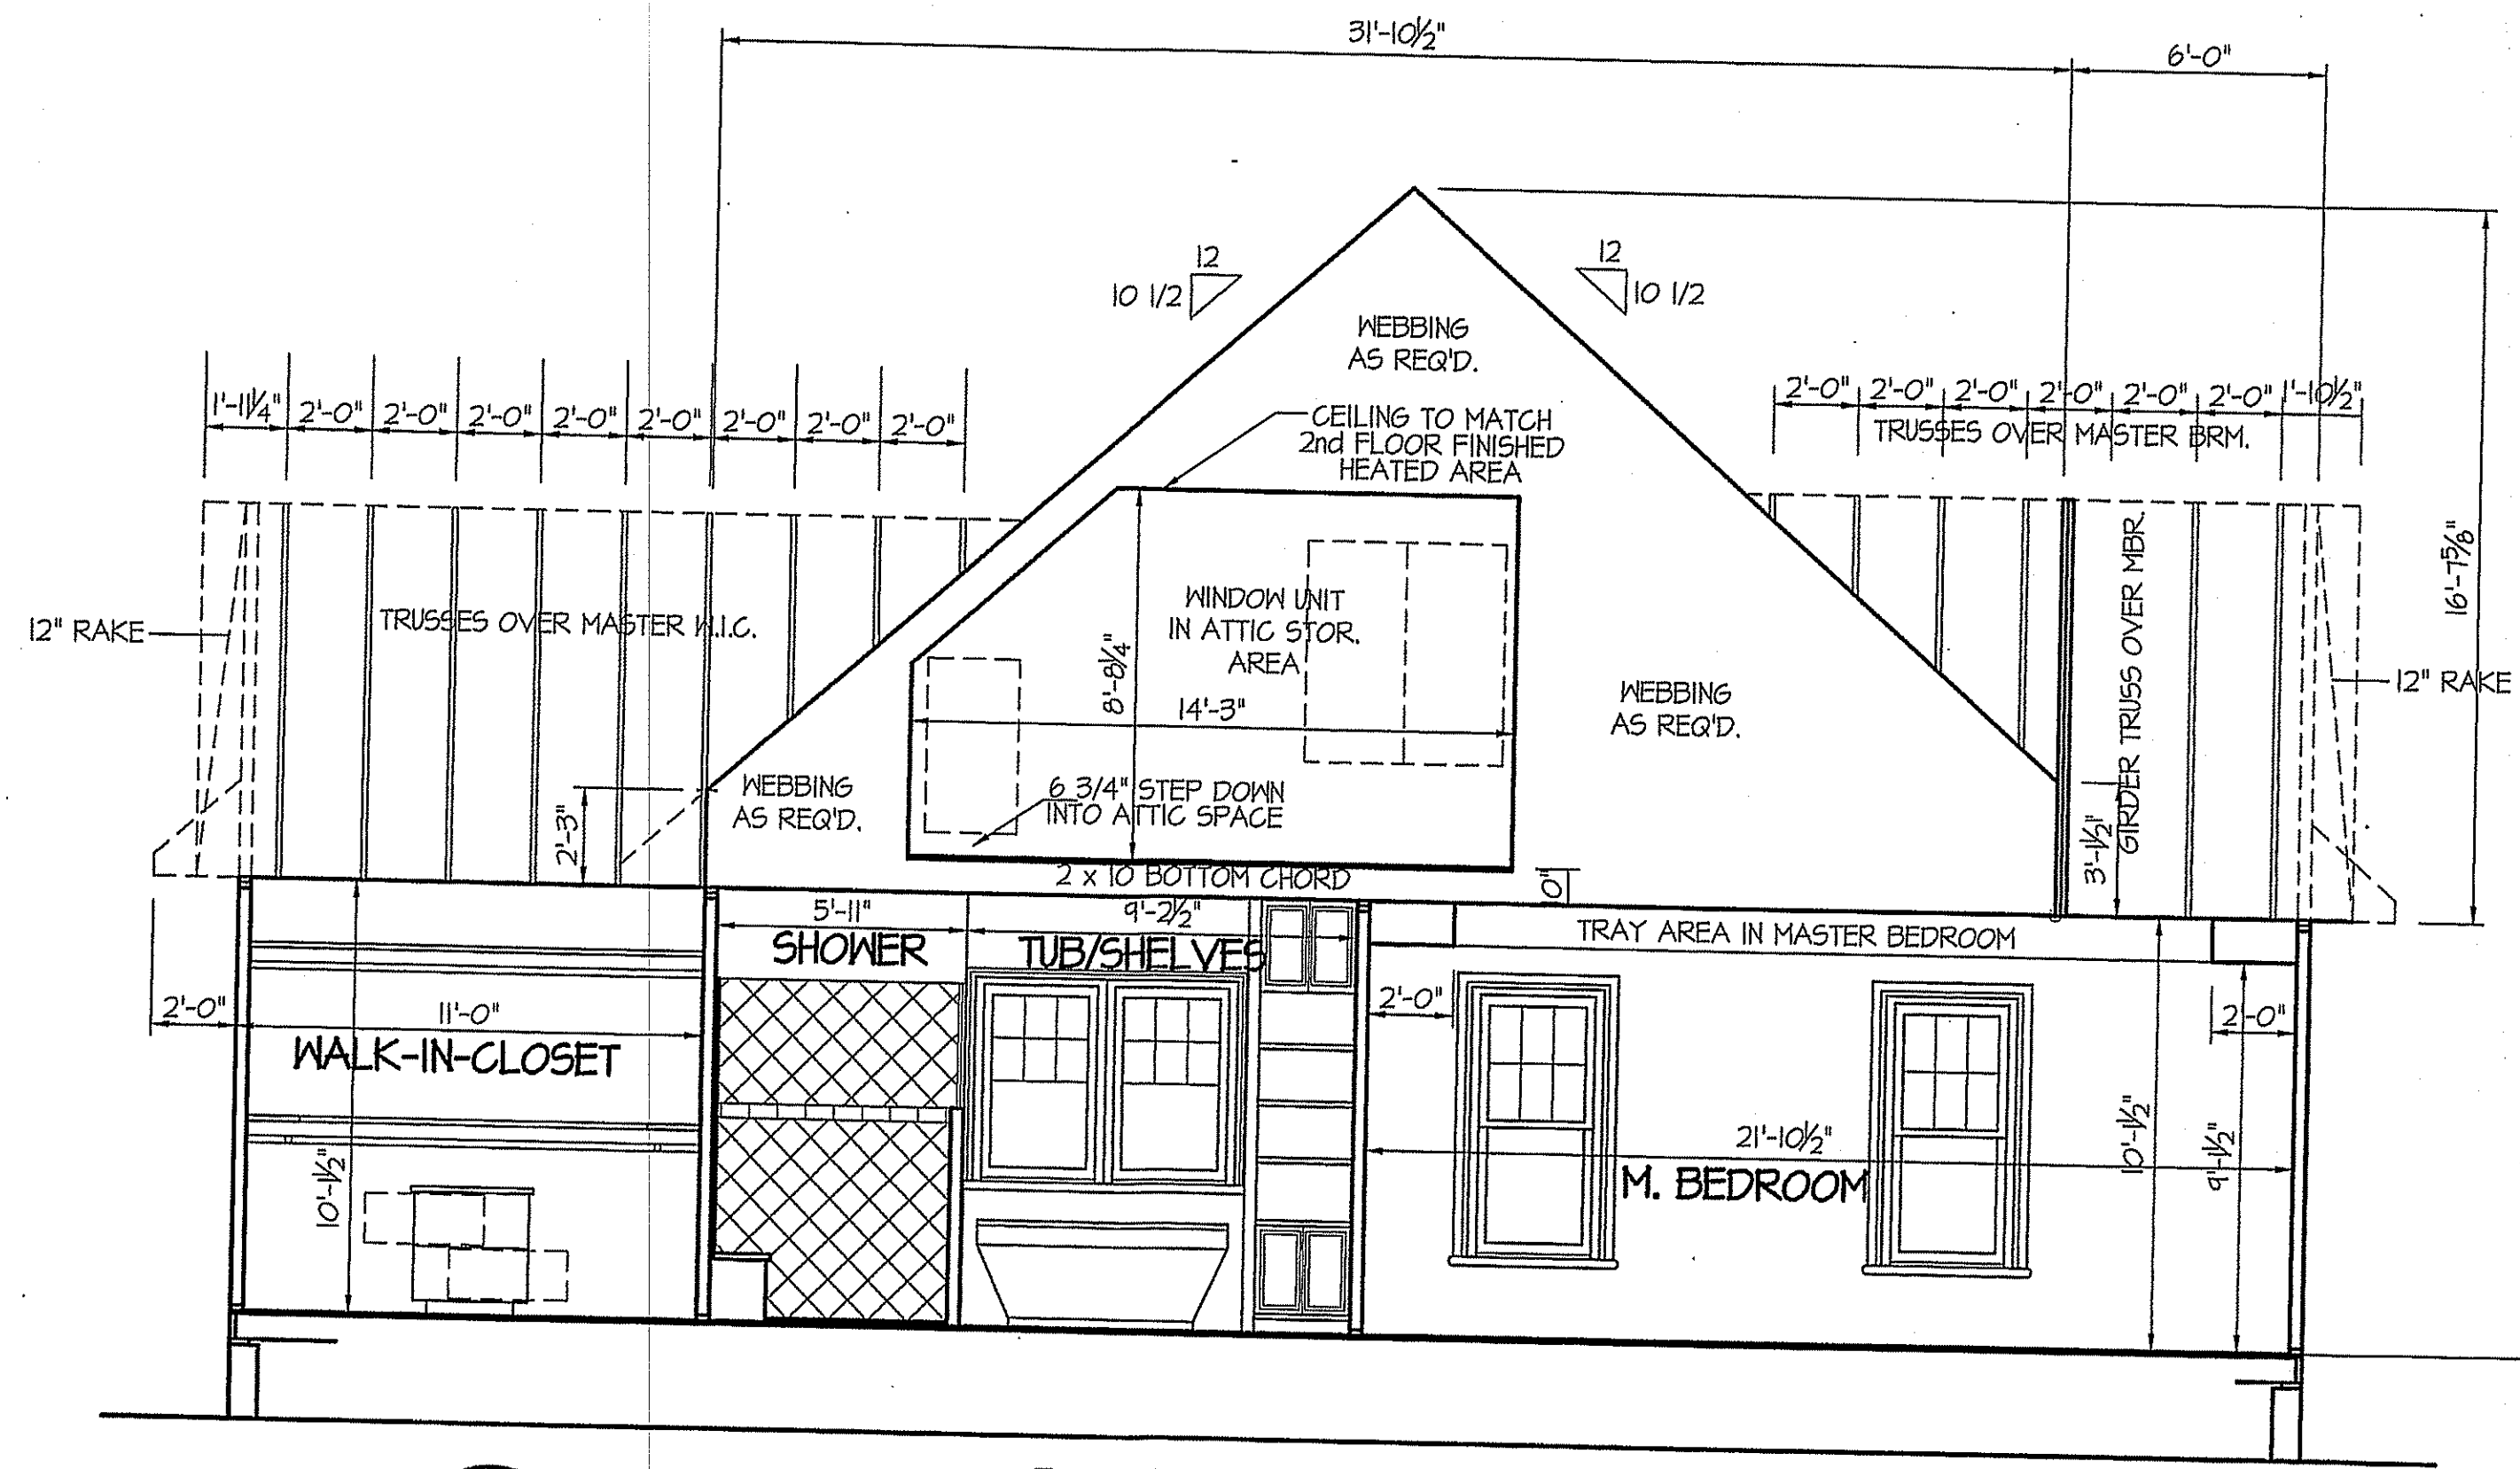 31'-10½"
6'-0"
12
10 1/2
12
10 1/2
WEBBING
AS REQ'D.
1'-11¼" 2'-0" 2'-0" 2'-0" 2'-0" 2'-0" 2'-0" 2'-0" 2'-0"
CEILING TO MATCH
2nd FLOOR FINISHED
HEATED AREA
2'-0" 2'-0" 2'-0" 2'-0" 2'-0" 2'-0" 1'-10½"
TRUSSES OVER MASTER BRM.
16'-7⅝"
12" RAKE
TRUSSES OVER MASTER W.I.C.
WINDOW UNIT
IN ATTIC STOR.
AREA
8'-8¼"
14'-3"
WEBBING
AS REQ'D.
GIRDER TRUSS OVER MBR.
12" RAKE
2'-3"
WEBBING
AS REQ'D.
6 3/4" STEP DOWN
INTO ATTIC SPACE
3'-1½"
2 x 10 BOTTOM CHORD
0"
5'-11"
9'-2½"
SHOWER
TUB/SHELVES
TRAY AREA IN MASTER BEDROOM
2'-0"
11'-0"
WALK-IN-CLOSET
10'-1½"
2'-0"
2'-0"
21'-10½"
M. BEDROOM
10'-1½"
9'-1½"